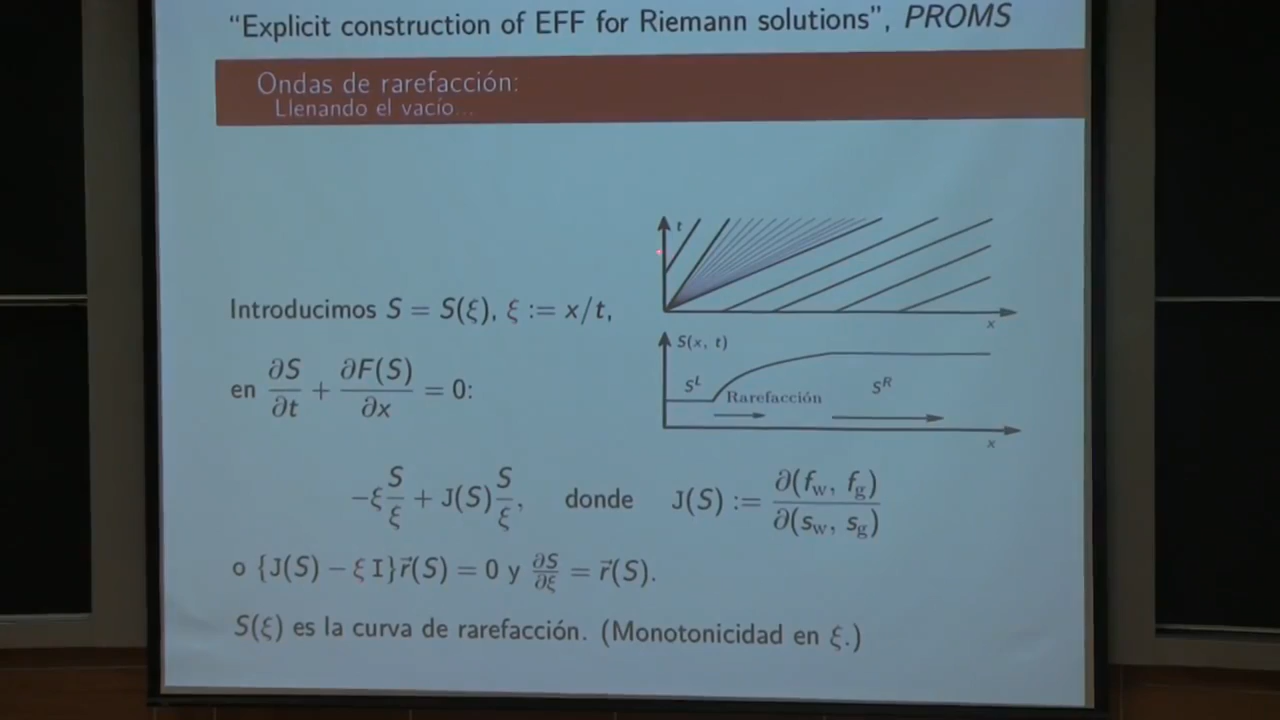 “Explicit construction of EFF for Riemann solutions”, PROMS
Ondas de rarefacción:
Llenando el vacío...
t
x
Introducimos S = S(ξ), ξ := x/t,
S(x, t)
S^L
Rarefacción
S^R
x
en ∂S/∂t + ∂F(S)/∂x = 0:
−ξ S/ξ + J(S) S/ξ, donde J(S) := ∂(f_w, f_g)/∂(s_w, s_g)
o {J(S) − ξ I}r⃗(S) = 0 y ∂S/∂ξ = r⃗(S).
S(ξ) es la curva de rarefacción. (Monotonicidad en ξ.)